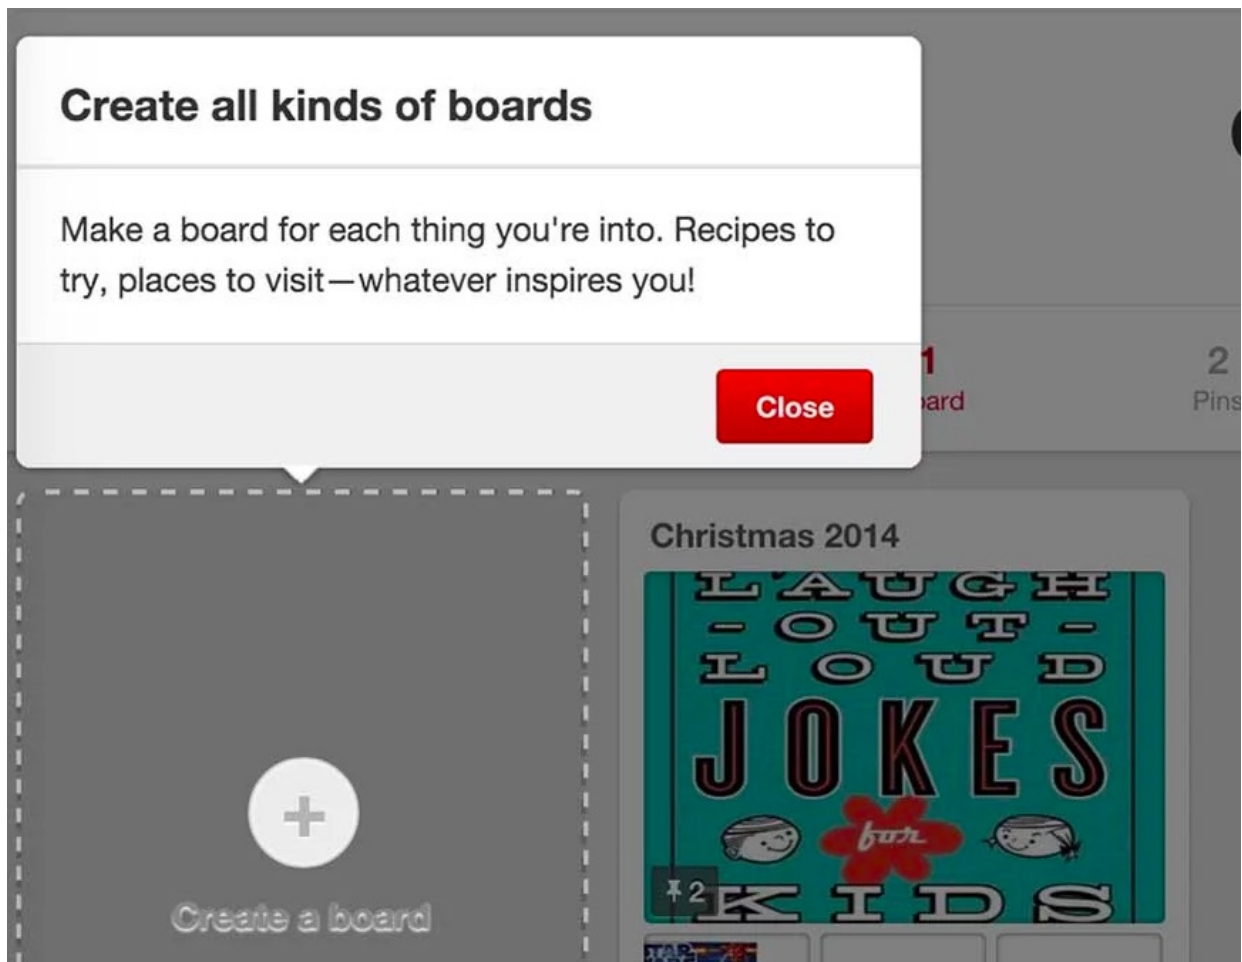 Create all kinds of boards
Make a board for each thing you're into. Recipes to
try, places to visit—whatever inspires you!
Close
1
2
Pins
Create a board
Christmas 2014
LAUGH
-OUT-
LOUD
JOKES
for
KIDS
2